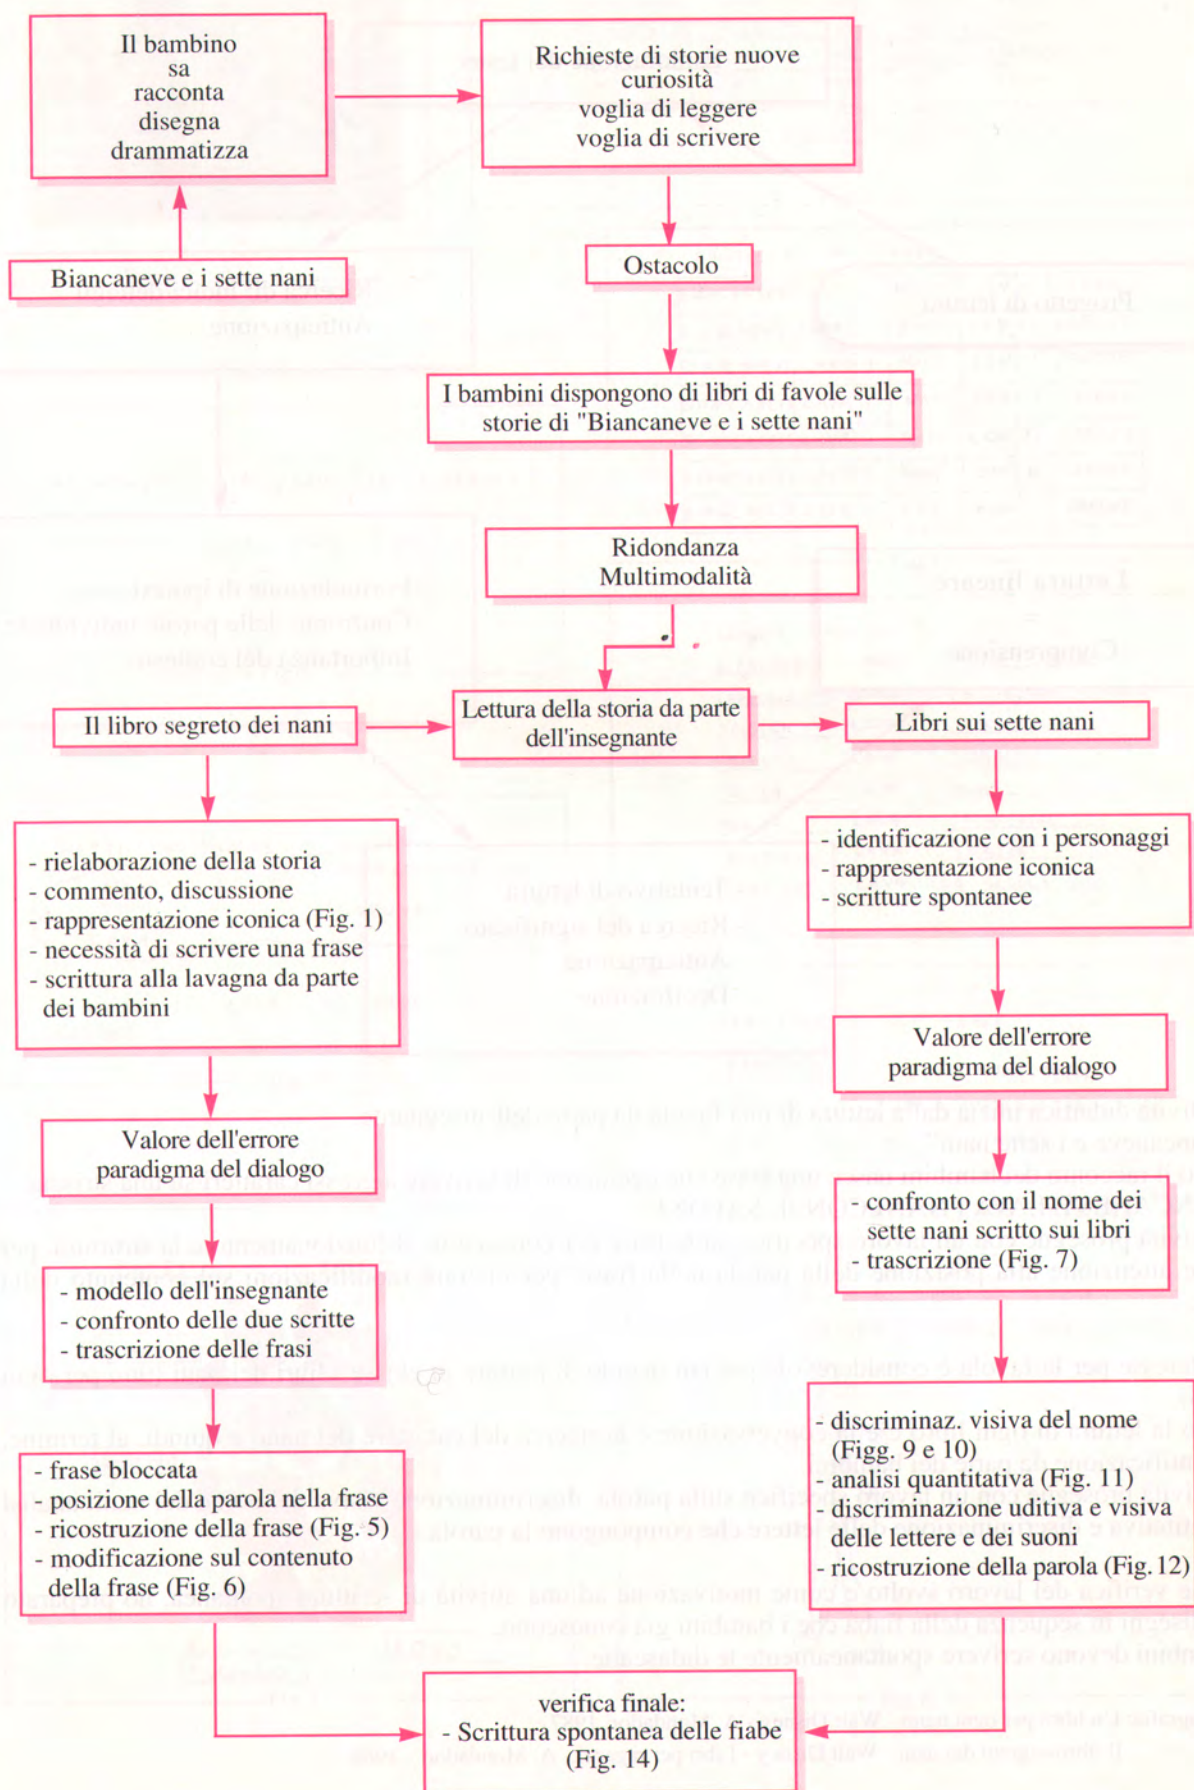 Il bambino
sa
racconta
disegna
drammatizza
Richieste di storie nuove
curiosità
voglia di leggere
voglia di scrivere
Biancaneve e i sette nani
Ostacolo
I bambini dispongono di libri di favole sulle
storie di "Biancaneve e i sette nani"
Ridondanza
Multimodalità
Il libro segreto dei nani
Lettura della storia da parte
dell'insegnante
Libri sui sette nani
- rielaborazione della storia
- commento, discussione
- rappresentazione iconica (Fig. 1)
- necessità di scrivere una frase
- scrittura alla lavagna da parte
dei bambini
Valore dell'errore
paradigma del dialogo
- modello dell'insegnante
- confronto delle due scritte
- trascrizione delle frasi
- frase bloccata
- posizione della parola nella frase
- ricostruzione della frase (Fig. 5)
- modificazione sul contenuto
della frase (Fig. 6)
- identificazione con i personaggi
- rappresentazione iconica
- scritture spontanee
Valore dell'errore
paradigma del dialogo
- confronto con il nome dei
sette nani scritto sui libri
- trascrizione (Fig. 7)
- discriminaz. visiva del nome
(Figg. 9 e 10)
- analisi quantitativa (Fig. 11)
- discriminazione uditiva e visiva
delle lettere e dei suoni
- ricostruzione della parola (Fig. 12)
verifica finale:
- Scrittura spontanea delle fiabe
(Fig. 14)